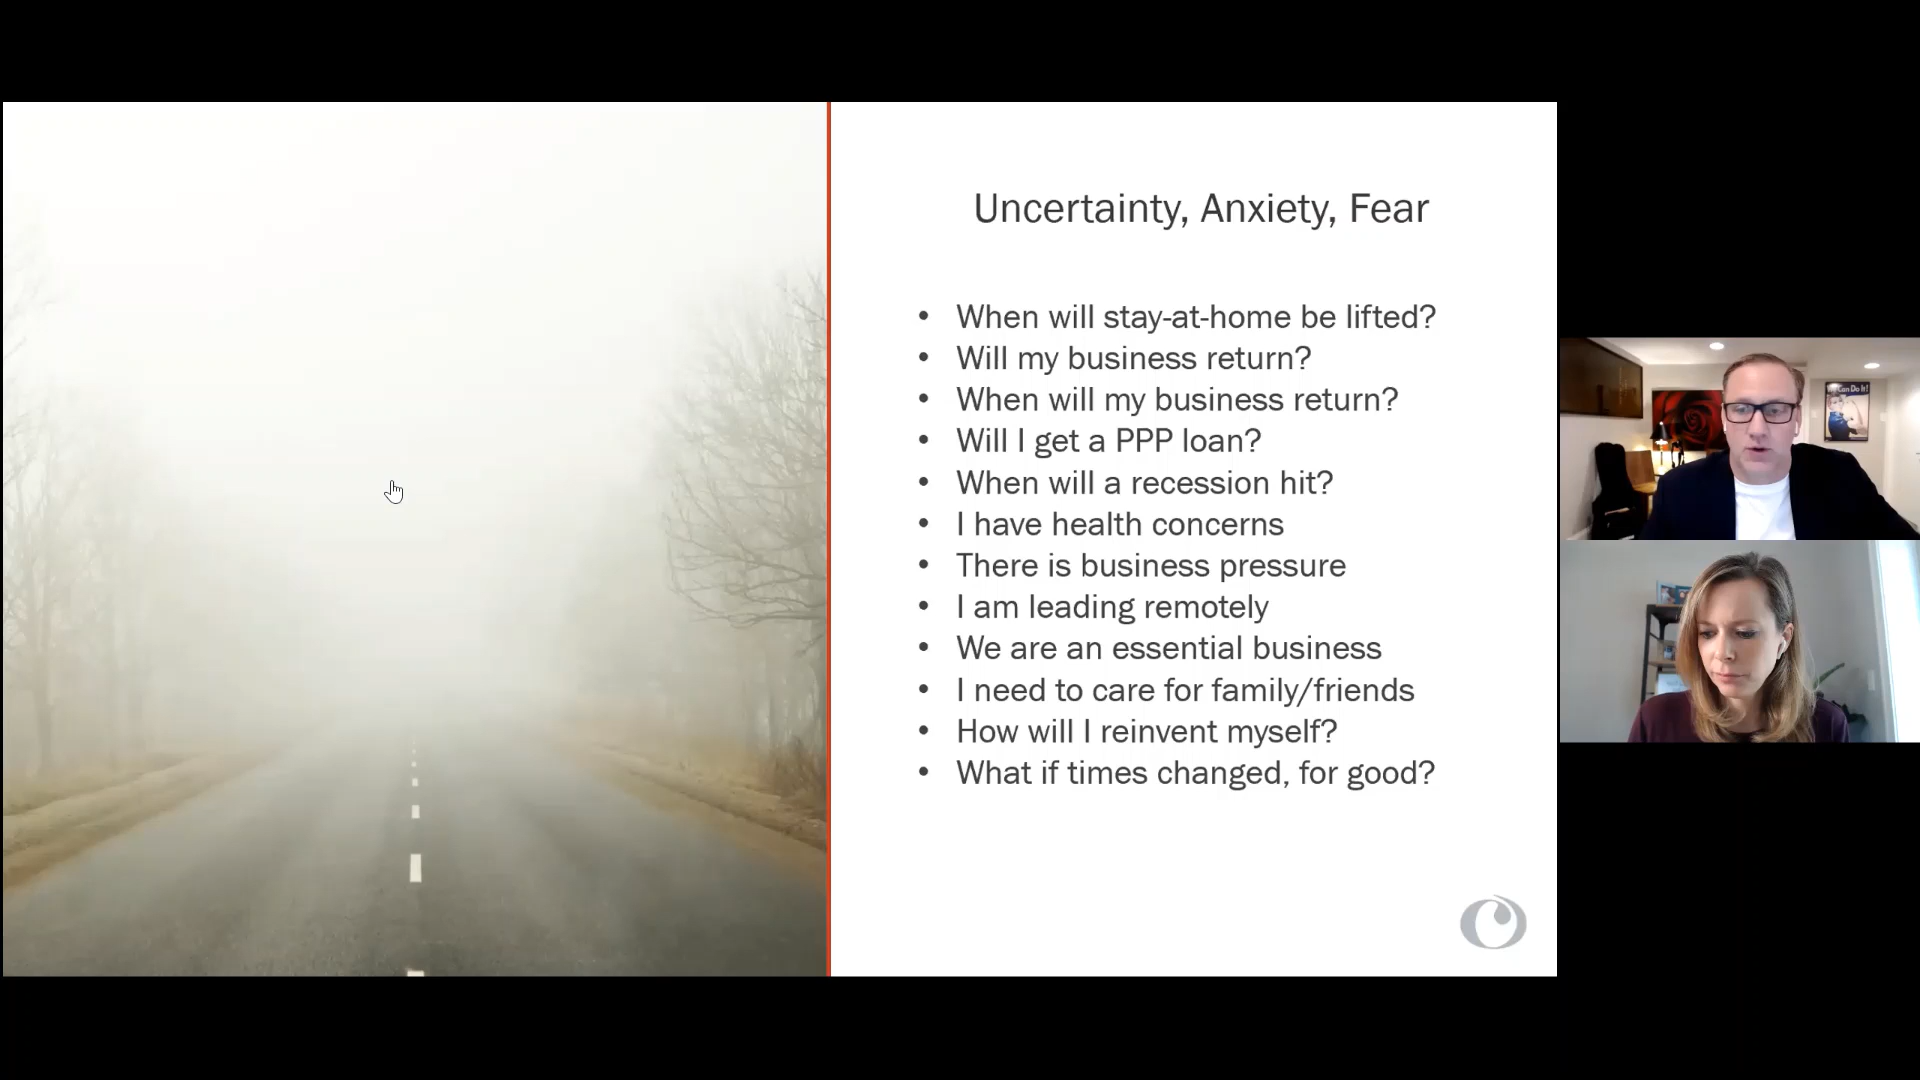 Uncertainty, Anxiety, Fear
• When will stay-at-home be lifted?
• Will my business return?
• When will my business return?
• Will I get a PPP loan?
• When will a recession hit?
• I have health concerns
• There is business pressure
• I am leading remotely
• We are an essential business
• I need to care for family/friends
• How will I reinvent myself?
• What if times changed, for good?
Can Do It!